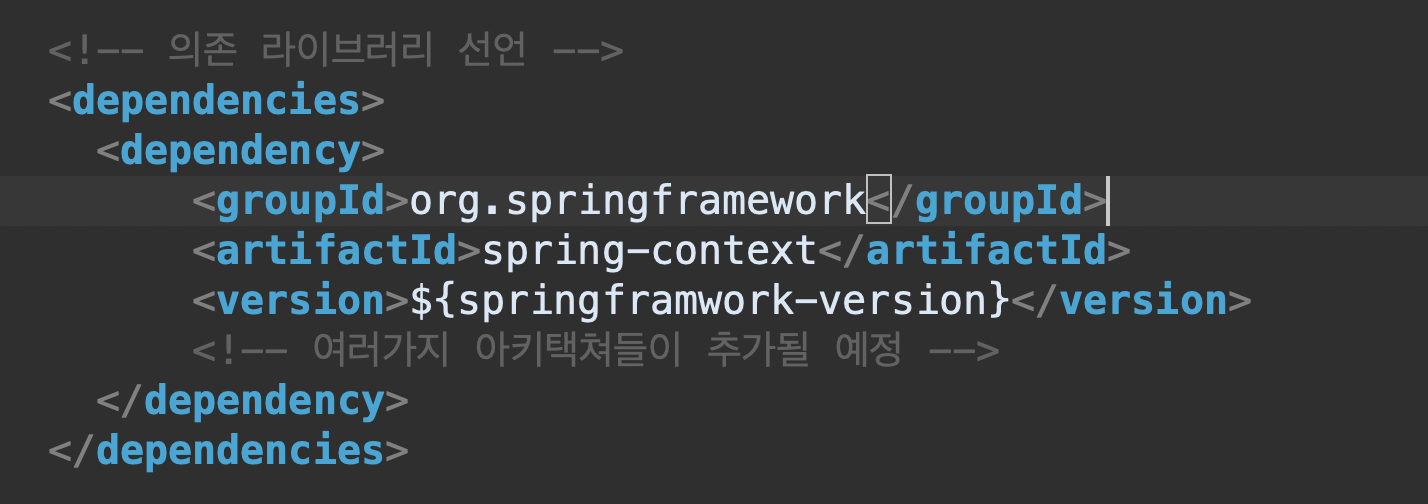 <!-- 의존 라이브러리 선언 -->
<dependencies>
  <dependency>
      <groupId>org.springframework</groupId>
      <artifactId>spring-context</artifactId>
      <version>${springframwork-version}</version>
      <!-- 여러가지 아키택쳐들이 추가될 예정 -->
  </dependency>
</dependencies>